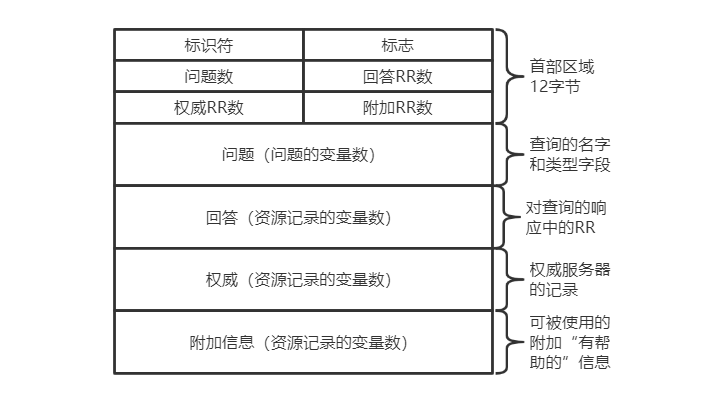 标识符
标志
问题数
回答RR数
权威RR数
附加RR数
首部区域
12字节
问题（问题的变量数）
查询的名字
和类型字段
回答（资源记录的变量数）
对查询的响
应中的RR
权威（资源记录的变量数）
权威服务器
的记录
附加信息（资源记录的变量数）
可被使用的
附加“有帮
助的”信息